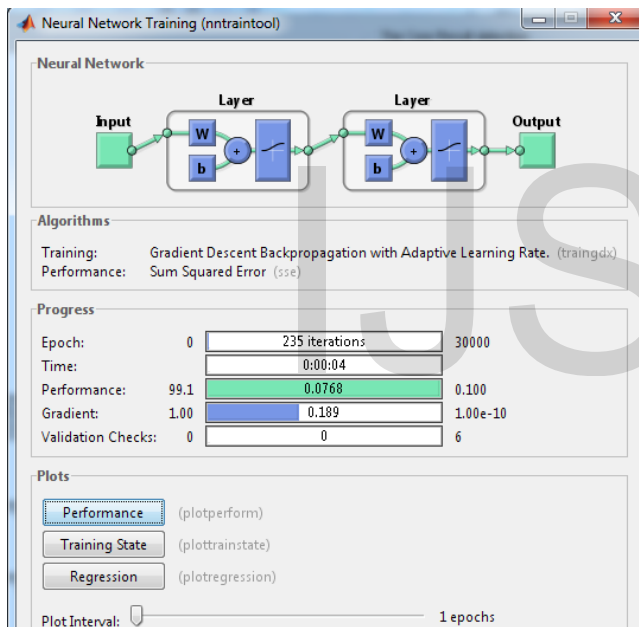 Neural Network Training (nntraintool)
Neural Network
Layer Layer
Input Output
W W
b b
+ +
Algorithms
Training: Gradient Descent Backpropagation with Adaptive Learning Rate. (traingdx)
Performance: Sum Squared Error (sse)
Progress
Epoch: 0 235 iterations 30000
Time: 0:00:04
Performance: 99.1 0.0768 0.100
Gradient: 1.00 0.189 1.00e-10
Validation Checks: 0 0 6
Plots
Performance (plotperform)
Training State (plottrainstate)
Regression (plotregression)
Plot Interval: 1 epochs
IJS